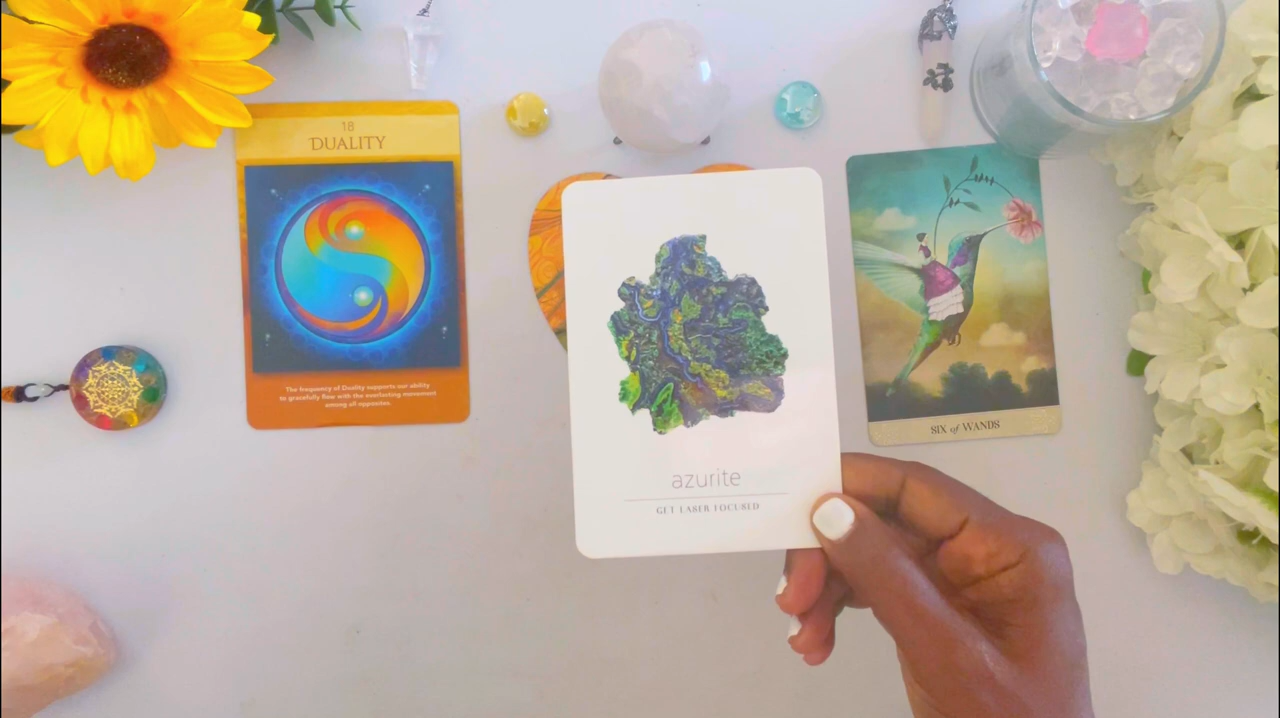 18
DUALITY
The frequency of Duality supports our ability
to gracefully flow with the everlasting movement
among all opposites.
azurite
GET LASER FOCUSED
SIX of WANDS